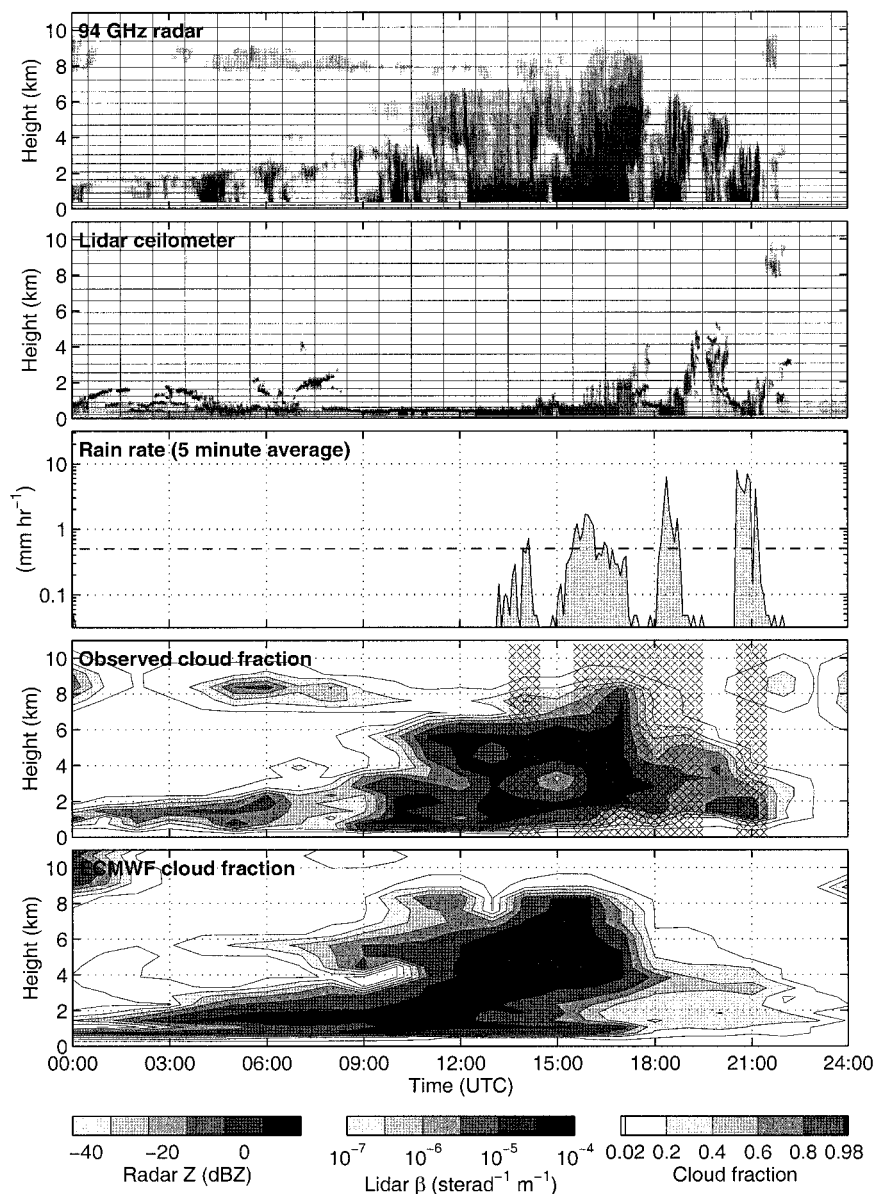 94 GHz radar
10
8
6
4
2
0
Height (km)
Lidar ceilometer
10
8
6
4
2
0
Height (km)
Rain rate (5 minute average)
10
1
0.1
(mm hr⁻¹)
Observed cloud fraction
10
8
6
4
2
0
Height (km)
ECMWF cloud fraction
10
8
6
4
2
0
Height (km)
00:00 03:00 06:00 09:00 12:00 15:00 18:00 21:00 24:00
Time (UTC)
−40 −20 0
Radar Z (dBZ)
10⁻⁷ 10⁻⁶ 10⁻⁵ 10⁻⁴
Lidar β (sterad⁻¹ m⁻¹)
0.02 0.2 0.4 0.6 0.8 0.98
Cloud fraction